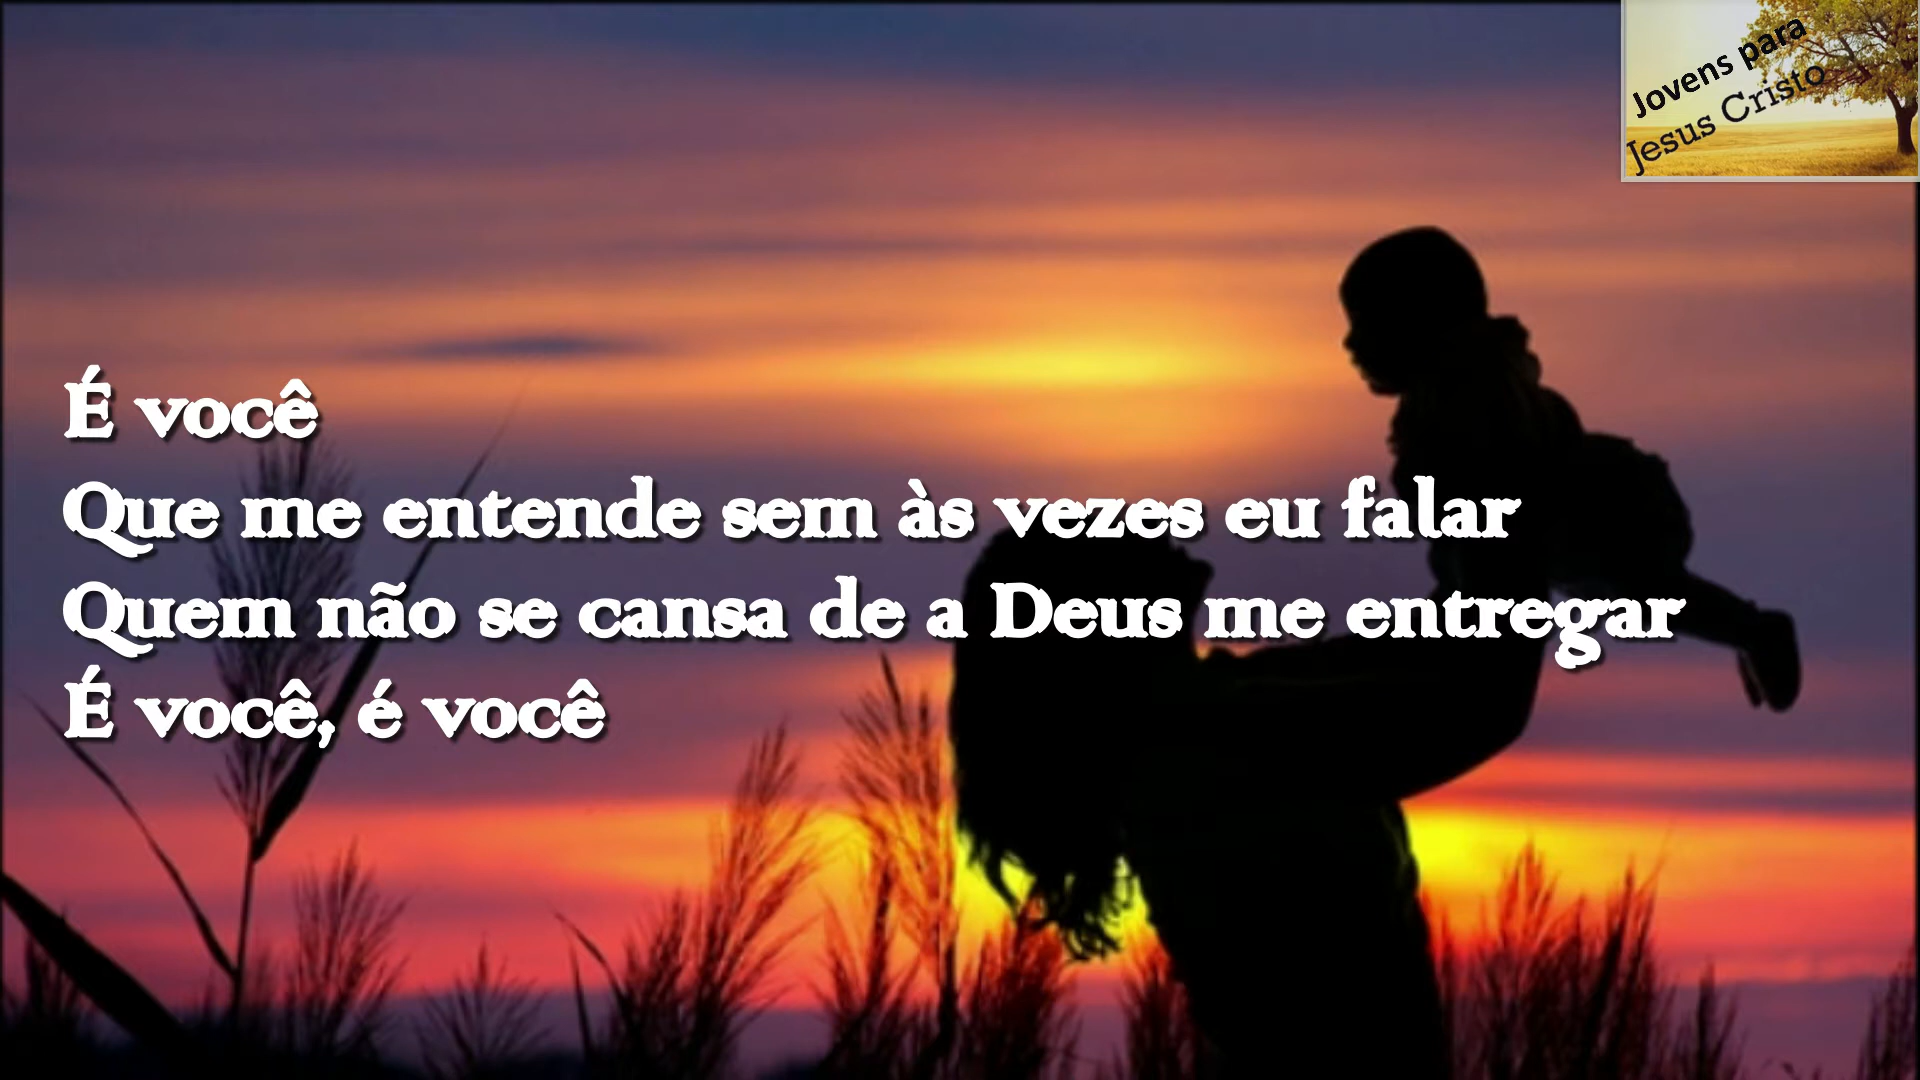 Jovens para
Jesus Cristo
É você
Que me entende sem às vezes eu falar
Quem não se cansa de a Deus me entregar
É você, é você